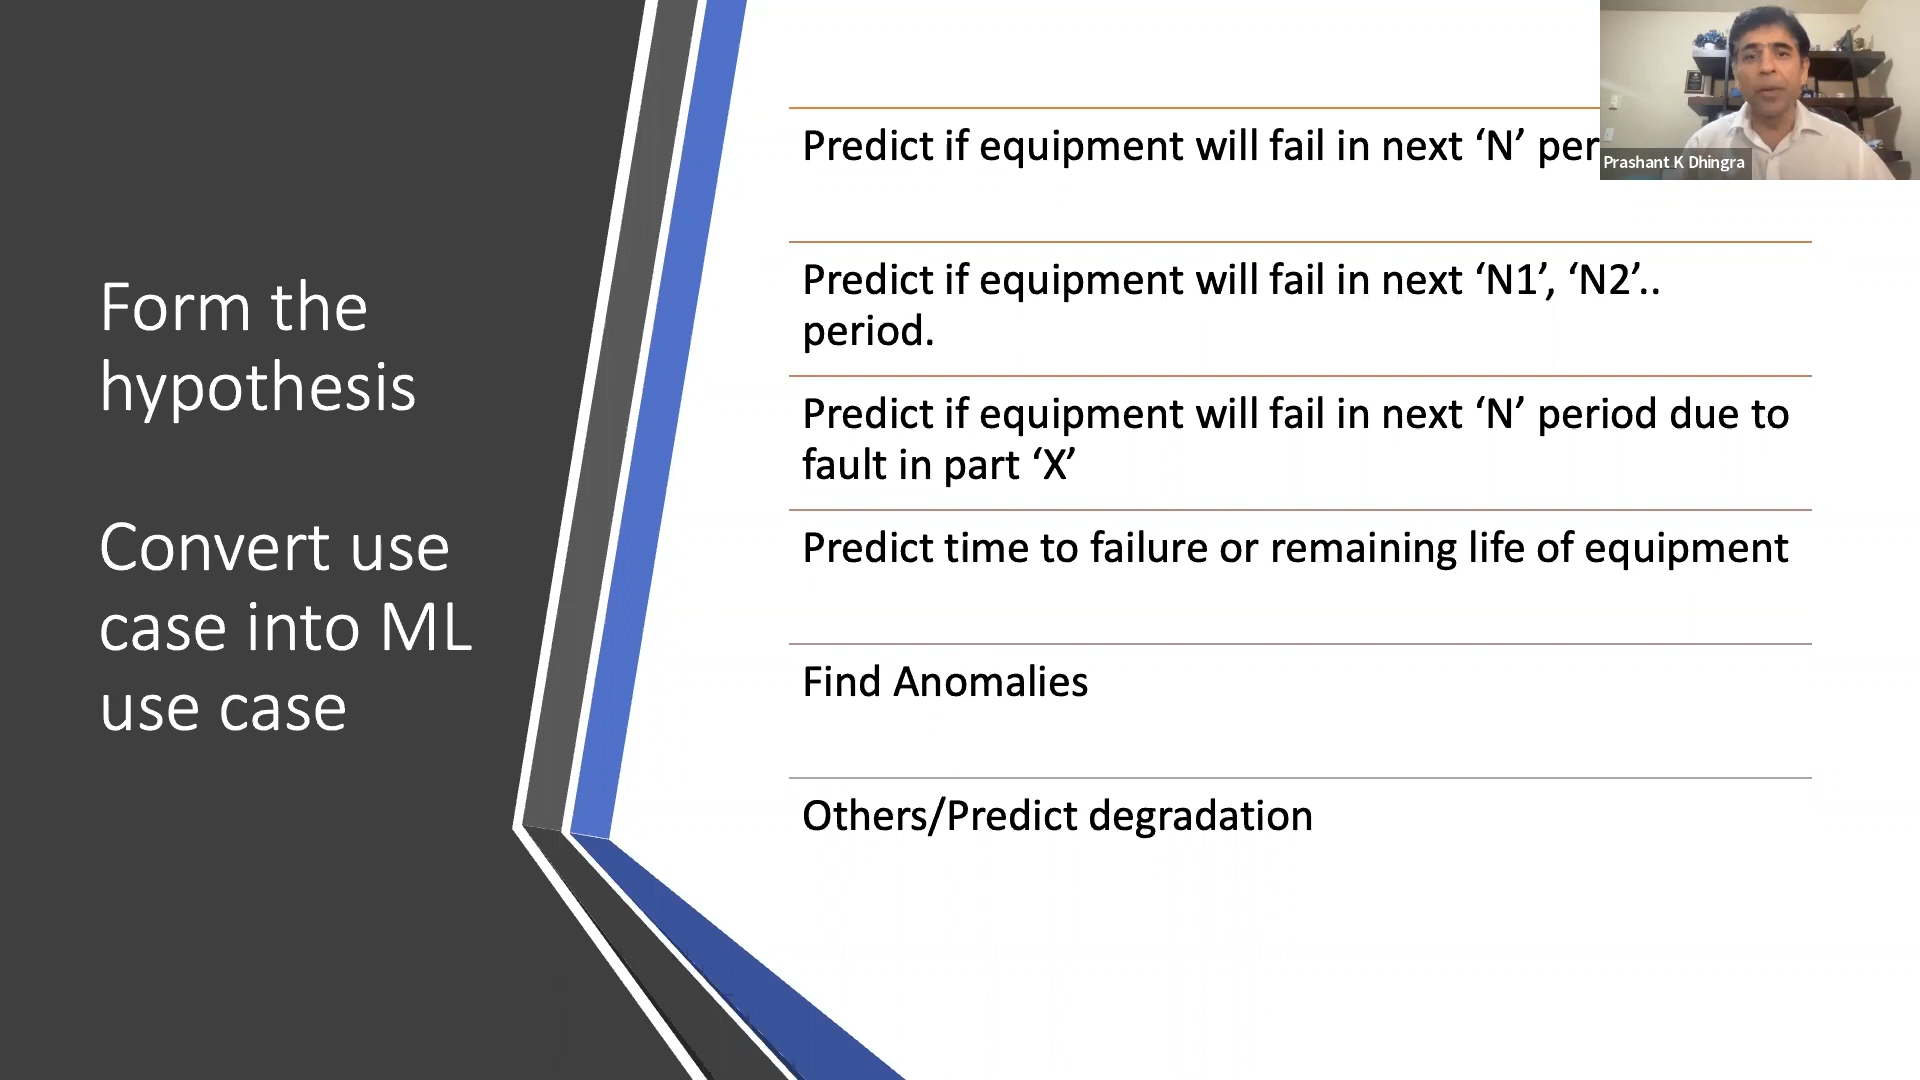 Form the
hypothesis
Convert use
case into ML
use case
Predict if equipment will fail in next ‘N’
Predict if equipment will fail in next ‘N1’, ‘N2’..
period.
Predict if equipment will fail in next ‘N’ period due to
fault in part ‘X’
Predict time to failure or remaining life of equipment
Find Anomalies
Others/Predict degradation
Prashant K Dhingra